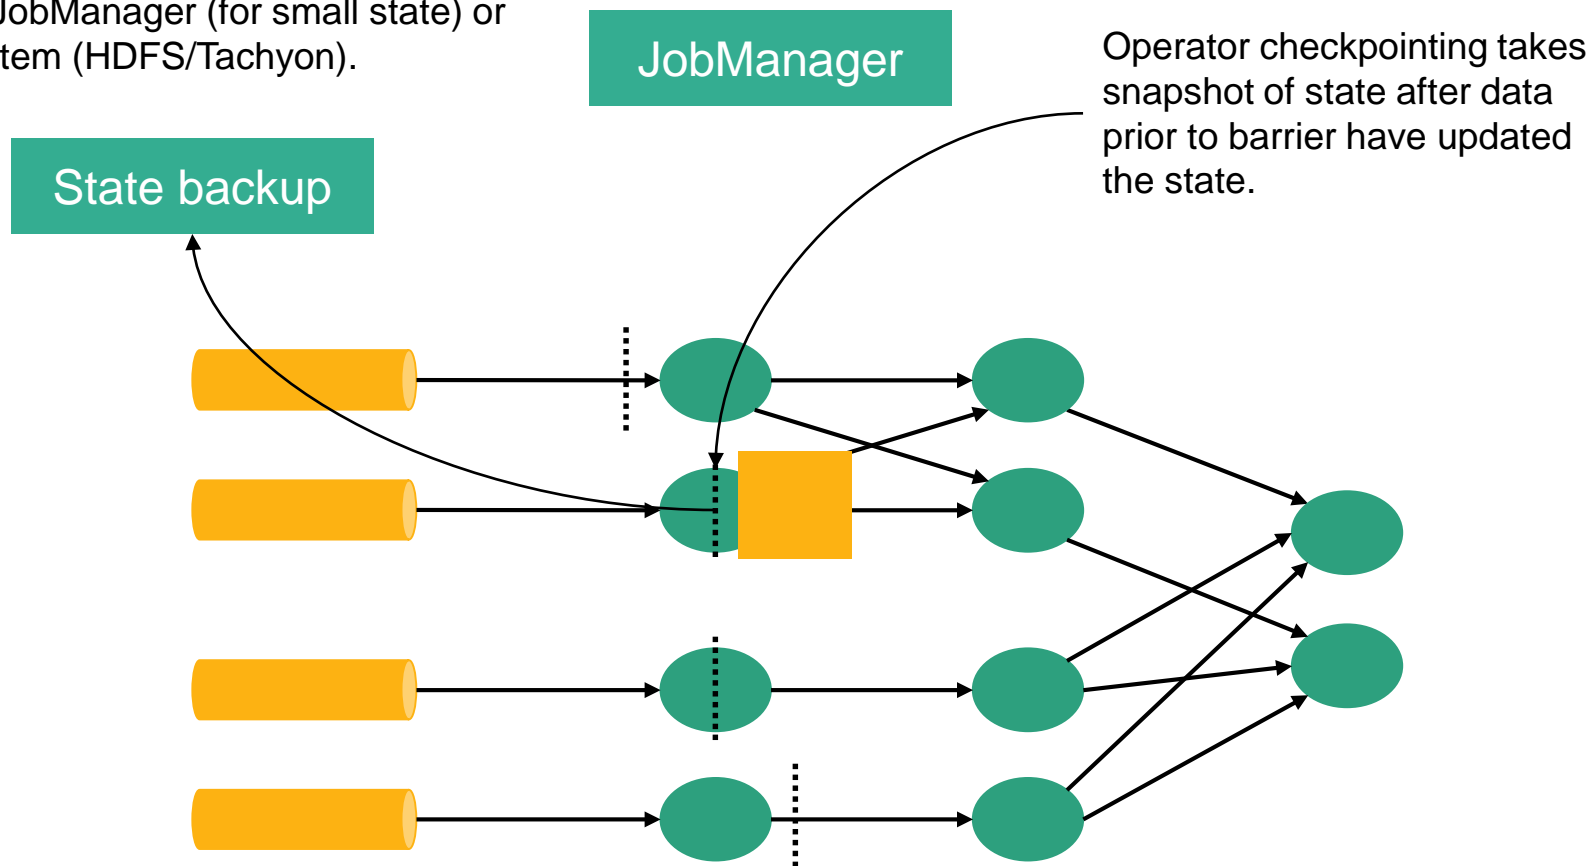 JobManager (for small state) or
tem (HDFS/Tachyon).
JobManager
Operator checkpointing takes
snapshot of state after data
prior to barrier have updated
the state.
State backup